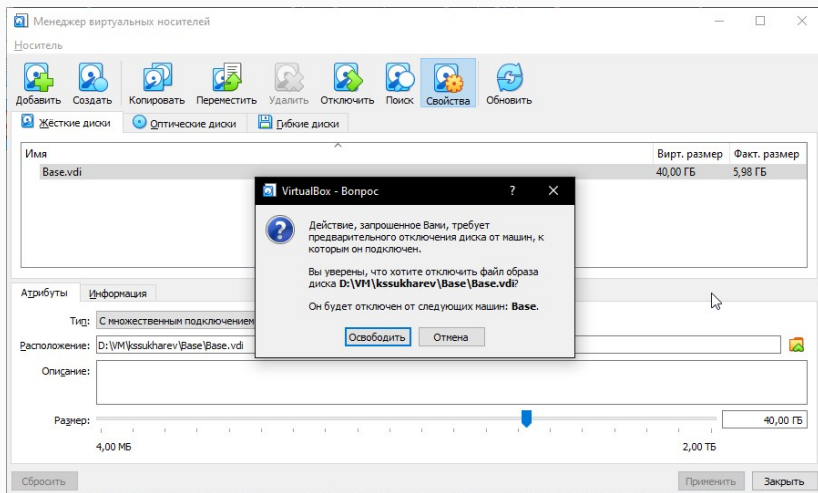 Менеджер виртуальных носителей
Носитель
Добавить Создать Копировать Переместить Удалить Отключить Поиск Свойства Обновить
Жёсткие диски Оптические диски Гибкие диски
Имя Вирт. размер Факт. размер
Base.vdi 40,00 ГБ 5,98 ГБ
VirtualBox - Вопрос ? ×
Действие, запрошенное Вами, требует
предварительного отключения диска от машин, к
которым он подключен.
Вы уверены, что хотите отключить файл образа
диска D:\VM\kssukharev\Base\Base.vdi?
Он будет отключен от следующих машин: Base.
Освободить Отмена
Атрибуты Информация
Тип: С множественным подключением
Расположение: D:\VM\kssukharev\Base\Base.vdi
Описание:
Размер: 40,00 ГБ
4,00 МБ 2,00 ТБ
Сбросить Применить Закрыть